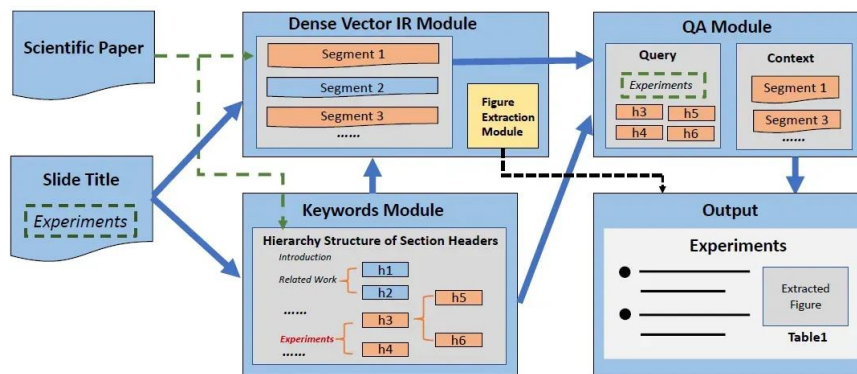 Scientific Paper
Slide Title
Experiments
Dense Vector IR Module
Segment 1
Segment 2
Segment 3
......
Figure
Extraction
Module
Keywords Module
Hierarchy Structure of Section Headers
Introduction
Related Work
h1
h2
......
Experiments
......
h3
h4
h5
h6
QA Module
Query
Experiments
h3
h5
h4
h6
Context
Segment 1
Segment 3
......
Output
Experiments
Extracted
Figure
Table1